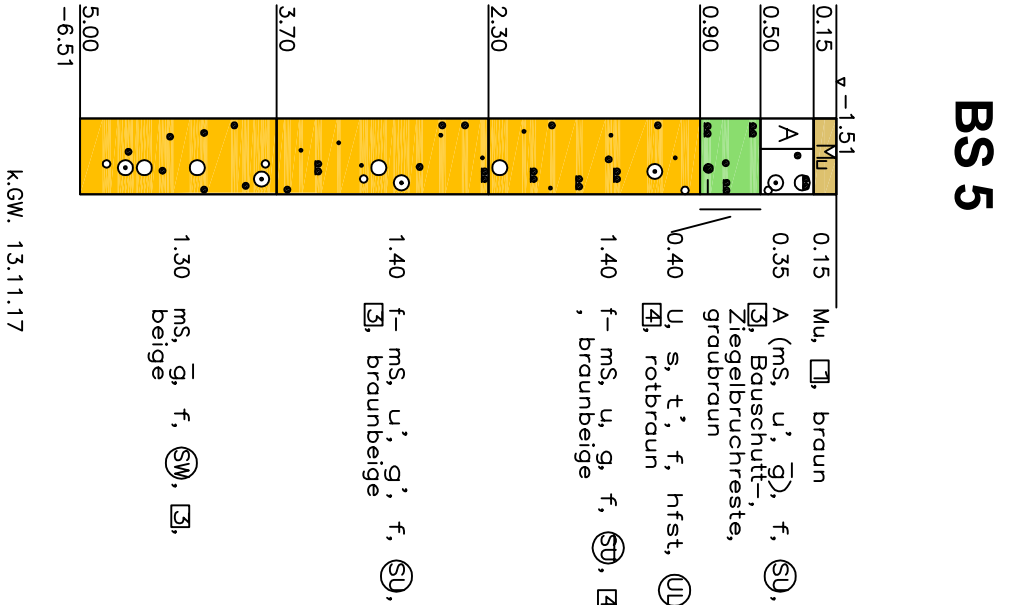 BS 5
-1.51
0.15
0.50
0.90
2.30
3.70
5.00
-6.51
Mu
A
0.15 Mu, 1, braun
0.35 A (mS, u', g̅), f, SU,
3, Bauschutt-,
Ziegelbruchreste,
graubraun
0.40 U, s, t', f, hfst, UL
4, rotbraun
1.40 f- mS, u, g, f, SU̅, 4
, braunbeige
1.40 f- mS, u', g', f, SU,
3, braunbeige
1.30 mS, g̅, f, SW, 3,
beige
k.GW. 13.11.17